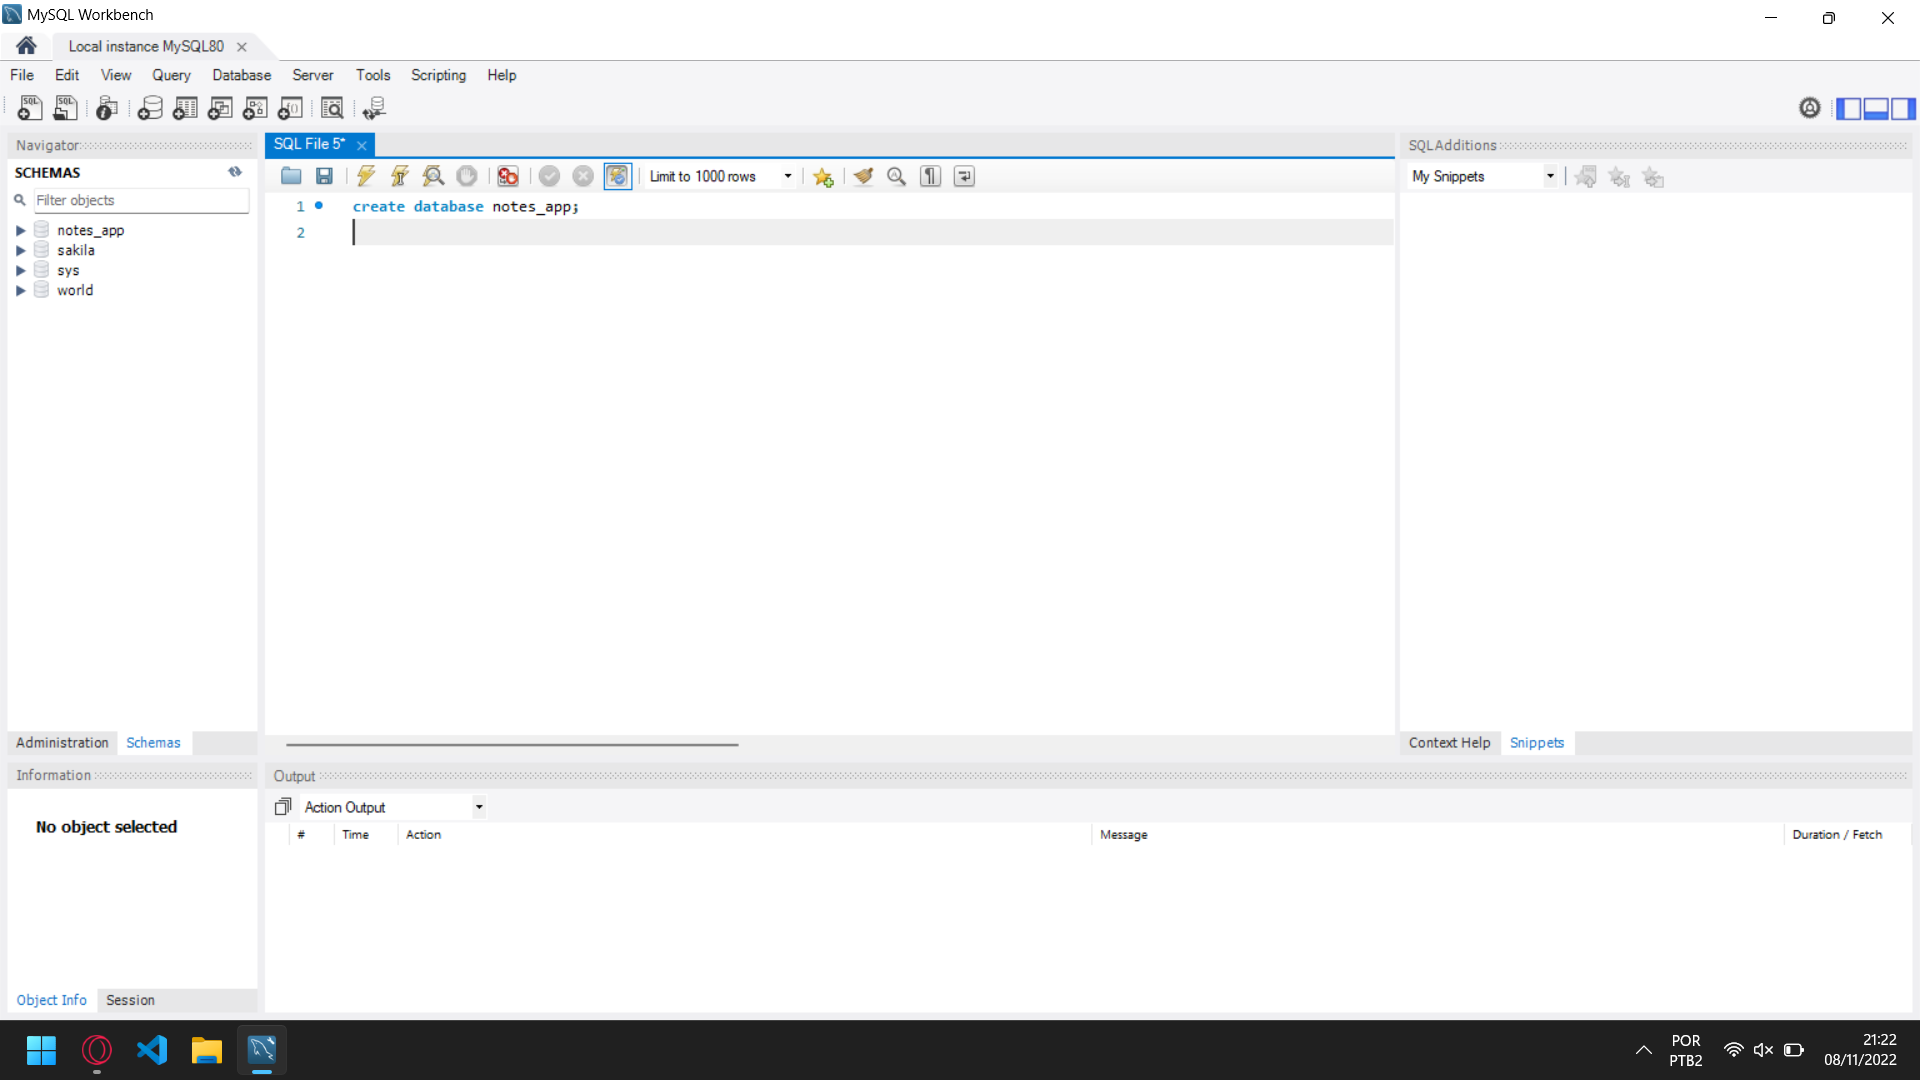 MySQL Workbench
Local instance MySQL80
File Edit View Query Database Server Tools Scripting Help
Navigator
SCHEMAS
Filter objects
notes_app
sakila
sys
world
Administration Schemas
Information
No object selected
Object Info Session
SQL File 5*
Limit to 1000 rows
1 create database notes_app;
2
SQLAdditions
My Snippets
Context Help Snippets
Output
Action Output
# Time Action Message Duration / Fetch
POR
PTB2
21:22
08/11/2022